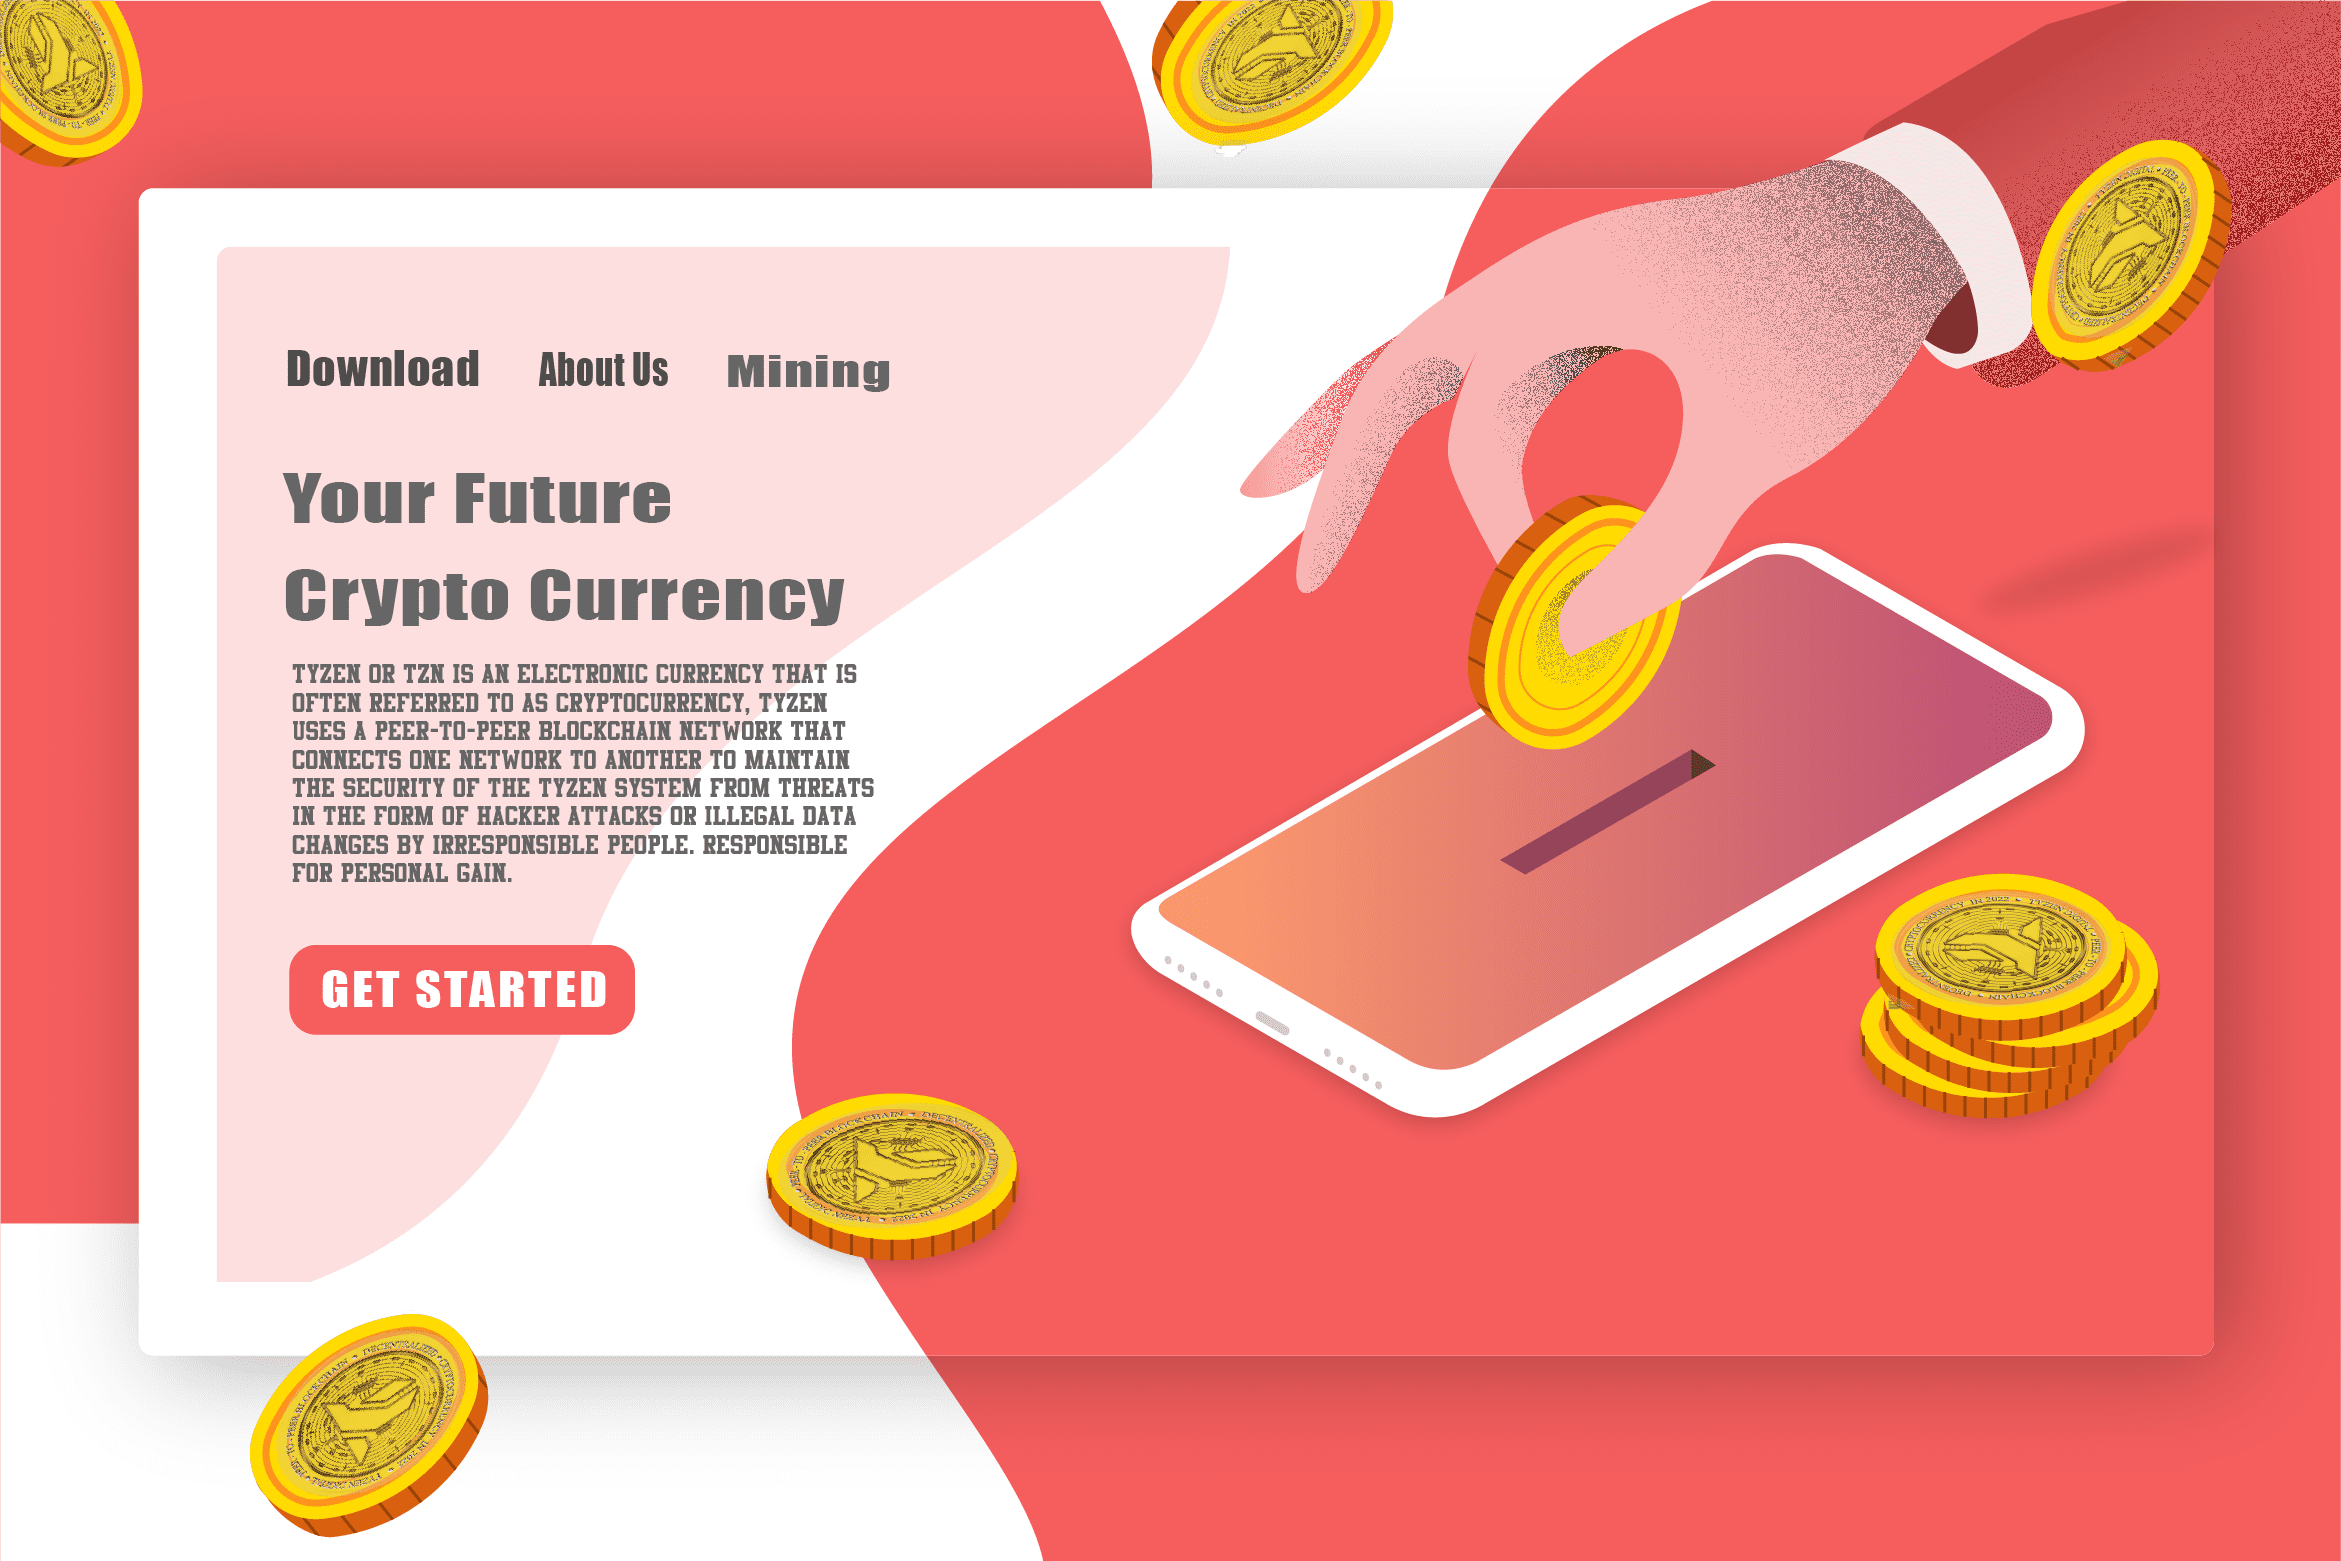 Download About Us Mining
Your Future
Crypto Currency
TYZEN OR TZN IS AN ELECTRONIC CURRENCY THAT IS
OFTEN REFERRED TO AS CRYPTOCURRENCY, TYZEN
USES A PEER-TO-PEER BLOCKCHAIN NETWORK THAT
CONNECTS ONE NETWORK TO ANOTHER TO MAINTAIN
THE SECURITY OF THE TYZEN SYSTEM FROM THREATS
IN THE FORM OF HACKER ATTACKS OR ILLEGAL DATA
CHANGES BY IRRESPONSIBLE PEOPLE. RESPONSIBLE
FOR PERSONAL GAIN.
GET STARTED